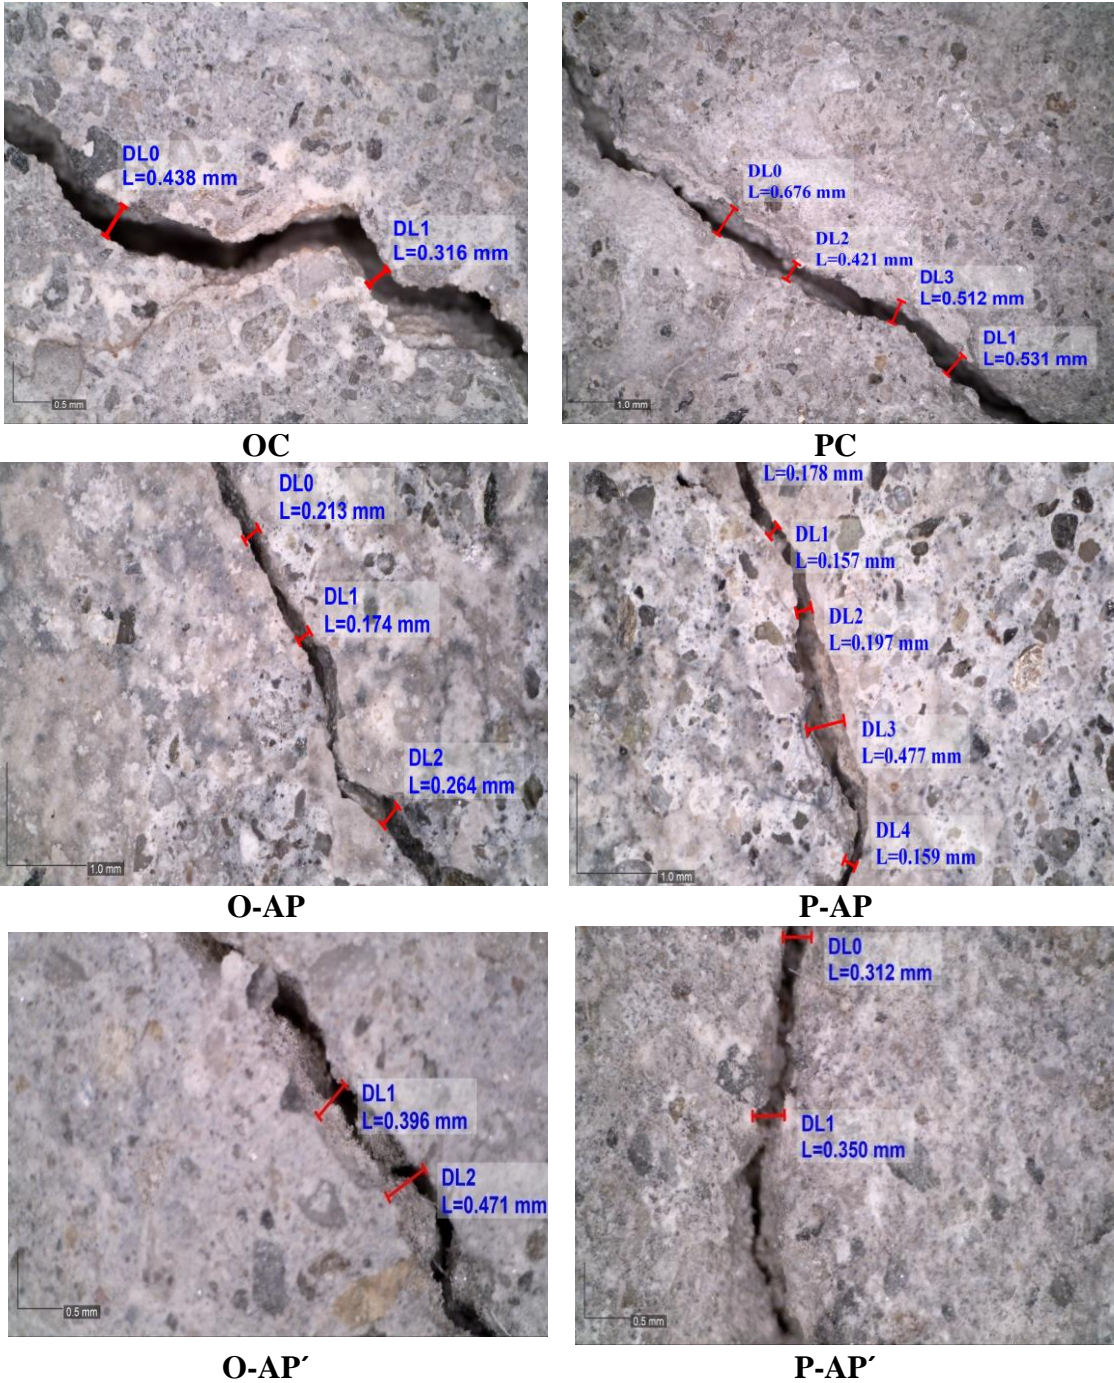 DL0
L=0.438 mm
DL1
L=0.316 mm
0.5 mm
OC
DL0
L=0.676 mm
DL2
L=0.421 mm
DL3
L=0.512 mm
DL1
L=0.531 mm
1.0 mm
PC
DL0
L=0.213 mm
DL1
L=0.174 mm
DL2
L=0.264 mm
1.0 mm
O-AP
L=0.178 mm
DL1
L=0.157 mm
DL2
L=0.197 mm
DL3
L=0.477 mm
DL4
L=0.159 mm
1.0 mm
P-AP
DL1
L=0.396 mm
DL2
L=0.471 mm
0.5 mm
O-AP´
DL0
L=0.312 mm
DL1
L=0.350 mm
0.5 mm
P-AP´